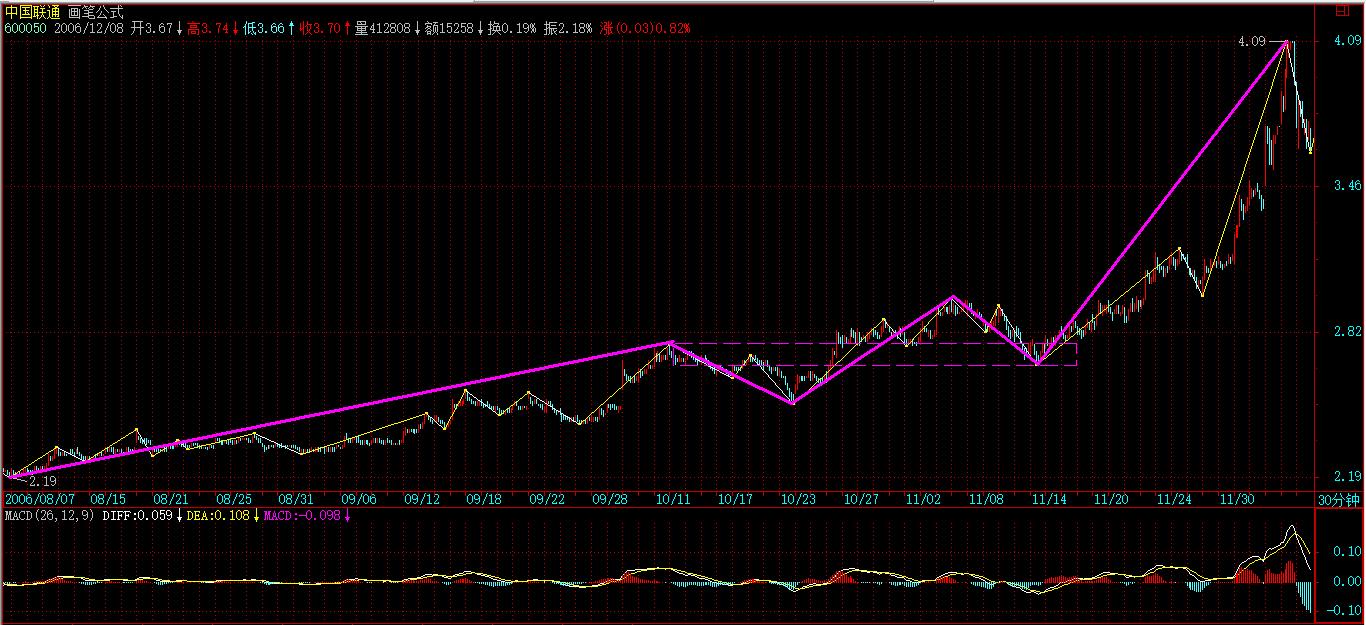 中国联通 画笔公式
600050 2006/12/08 开3.67↓高3.74↓低3.66↑收3.70↑量412808↓额15258↓换0.19% 振2.18% 涨(0.03)0.82%
4.09 4.09
3.46
2.82
2.19 2.19
2006/08/07 08/15 08/21 08/25 08/31 09/06 09/12 09/18 09/22 09/28 10/11 10/17 10/23 10/27 11/02 11/08 11/14 11/20 11/24 11/30 30分钟
MACD(26,12,9) DIFF:0.059↓DEA:0.108↓MACD:-0.098↓
0.10
0.00
-0.10